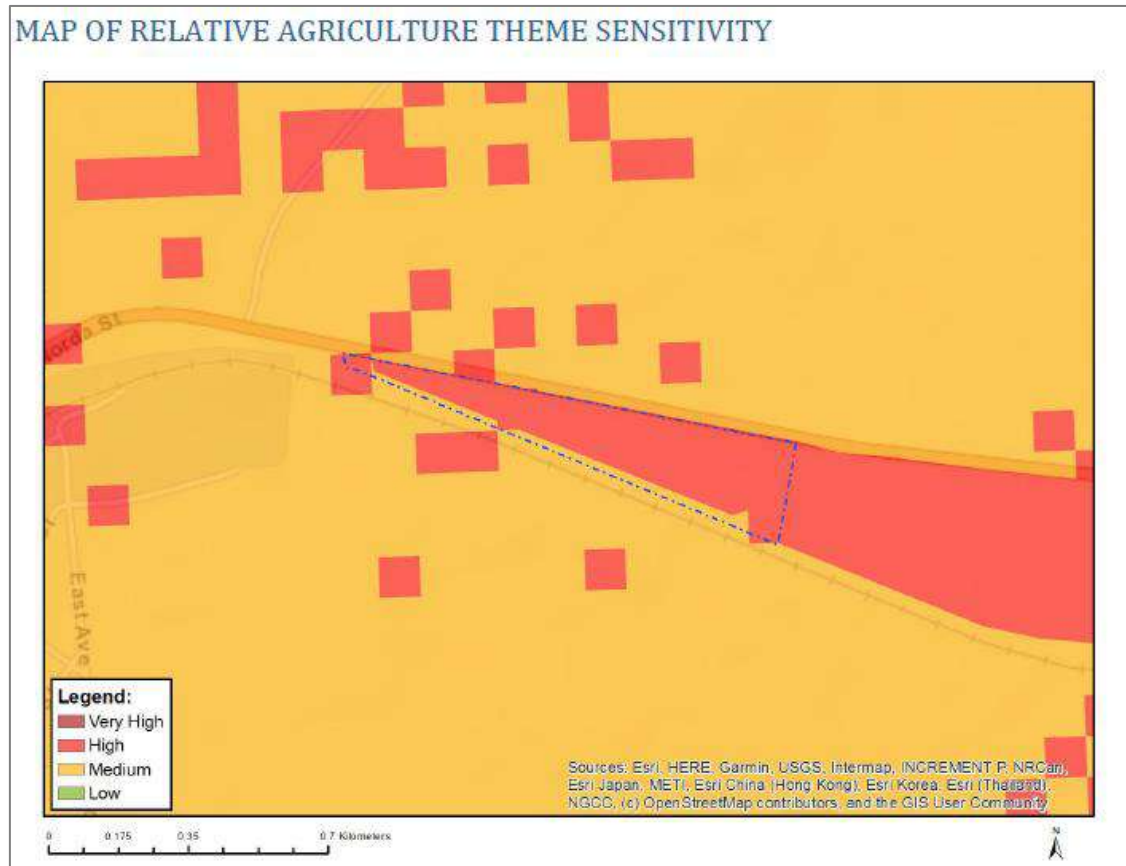 MAP OF RELATIVE AGRICULTURE THEME SENSITIVITY
Norda St
East Ave
Legend:
Very High
High
Medium
Low
Sources: Esri, HERE, Garmin, USGS, Intermap, INCREMENT P, NRCan,
Esri Japan, METI, Esri China (Hong Kong), Esri Korea, Esri (Thailand),
NGCC, (c) OpenStreetMap contributors, and the GIS User Community
0 0.175 0.35 0.7 Kilometers
N